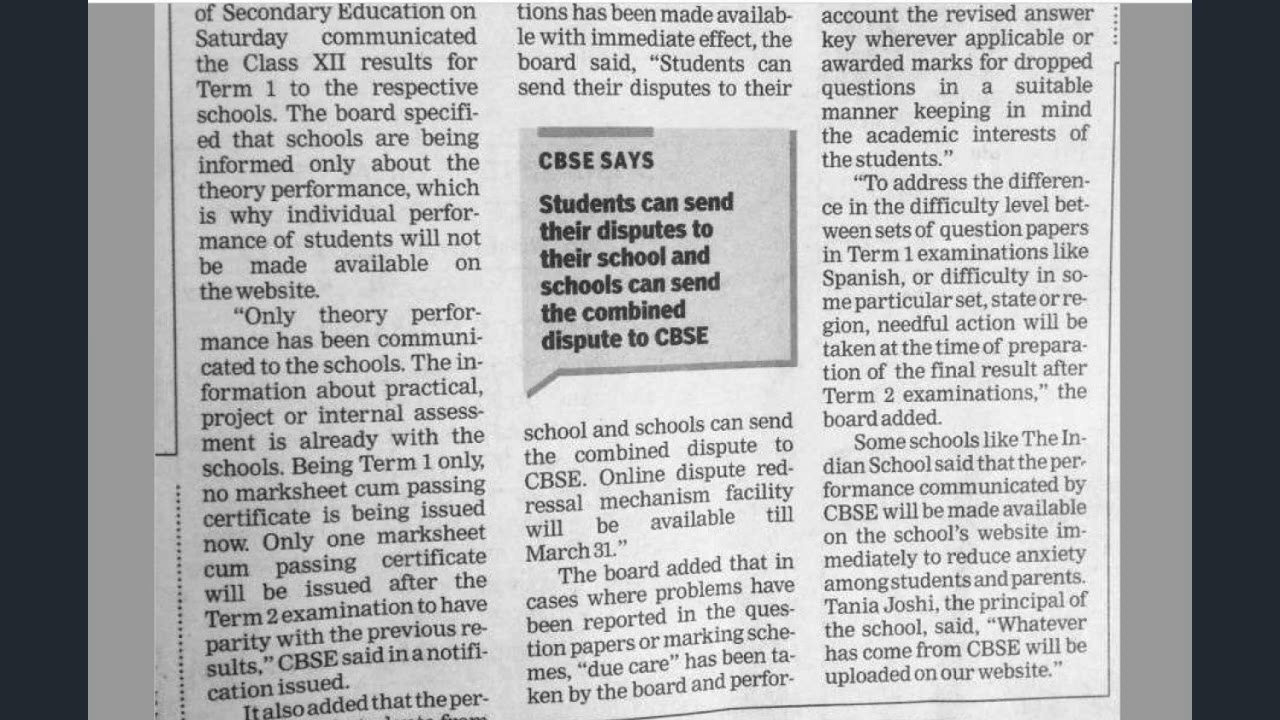 of Secondary Education on
Saturday communicated
the Class XII results for
Term 1 to the respective
schools. The board specifi-
ed that schools are being
informed only about the
theory performance, which
is why individual perfor-
mance of students will not
be made available on
the website.
“Only theory perfor-
mance has been communi-
cated to the schools. The in-
formation about practical,
project or internal assess-
ment is already with the
schools. Being Term 1 only,
no marksheet cum passing
certificate is being issued
now. Only one marksheet
cum passing certificate
will be issued after the
Term 2 examination to have
parity with the previous re-
sults,” CBSE said in a notifi-
cation issued.
It also added that the per-
tions has been made availab-
le with immediate effect, the
board said, “Students can
send their disputes to their
CBSE SAYS
Students can send
their disputes to
their school and
schools can send
the combined
dispute to CBSE
school and schools can send
the combined dispute to
CBSE. Online dispute red-
ressal mechanism facility
will be available till
March 31.”
The board added that in
cases where problems have
been reported in the ques-
tion papers or marking sche-
mes, “due care” has been ta-
ken by the board and perfor-
account the revised answer
key wherever applicable or
awarded marks for dropped
questions in a suitable
manner keeping in mind
the academic interests of
the students.”
“To address the differen-
ce in the difficulty level bet-
ween sets of question papers
in Term 1 examinations like
Spanish, or difficulty in so-
me particular set, state or re-
gion, needful action will be
taken at the time of prepara-
tion of the final result after
Term 2 examinations,” the
board added.
Some schools like The In-
dian School said that the per-
formance communicated by
CBSE will be made available
on the school’s website im-
mediately to reduce anxiety
among students and parents.
Tania Joshi, the principal of
the school, said, “Whatever
has come from CBSE will be
uploaded on our website.”